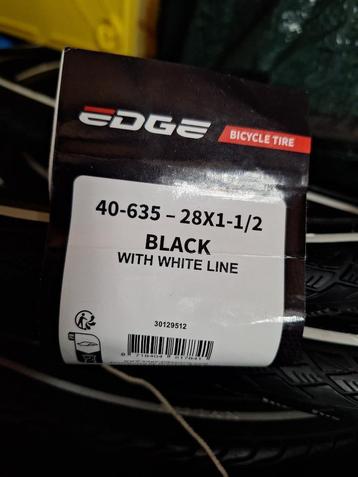 EDGE
BICYCLE TIRE
40-635 – 28X1-1/2
BLACK
WITH WHITE LINE
30129512